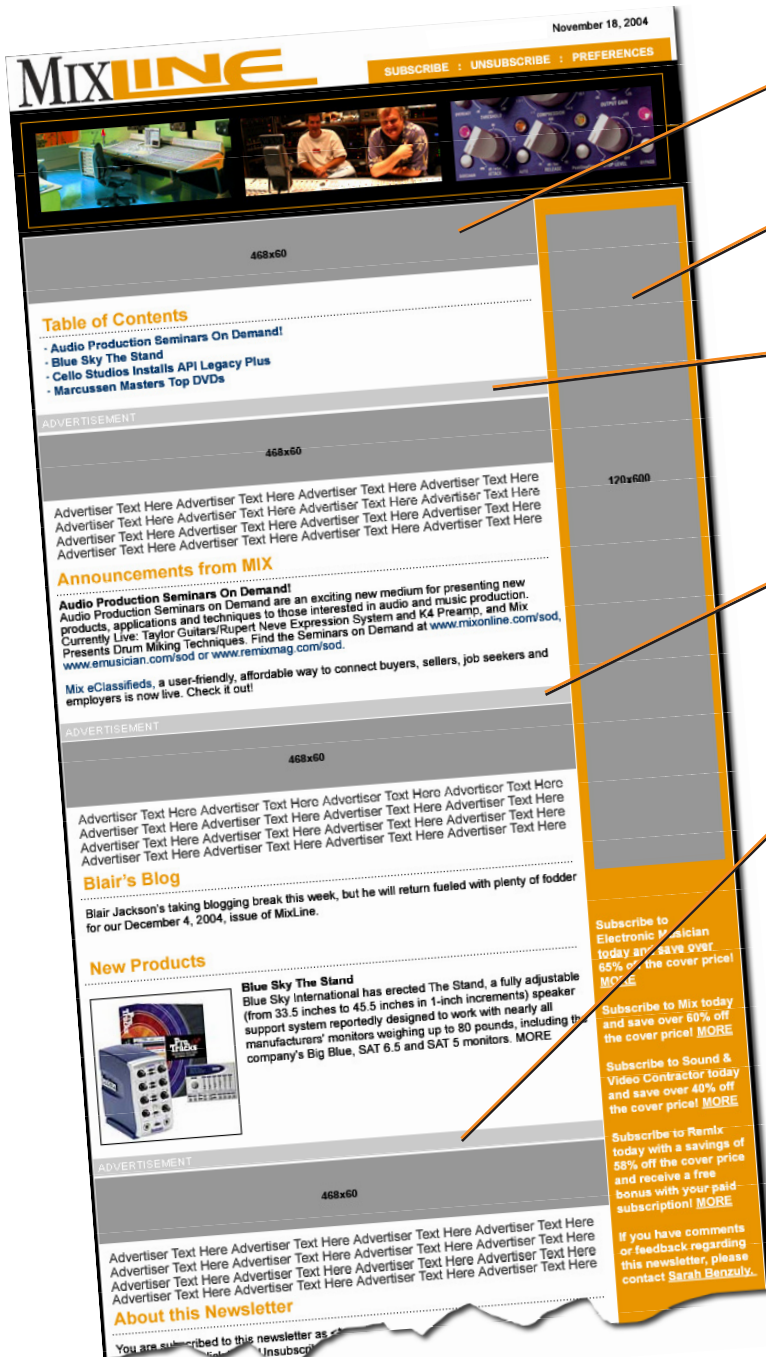 November 18, 2004
MIXLINE
SUBSCRIBE : UNSUBSCRIBE : PREFERENCES
468x60
Table of Contents
· Audio Production Seminars On Demand!
· Blue Sky The Stand
· Cello Studios Installs API Legacy Plus
· Marcussen Masters Top DVDs
ADVERTISEMENT
468x60
Advertiser Text Here Advertiser Text Here Advertiser Text Here Advertiser Text Here
Advertiser Text Here Advertiser Text Here Advertiser Text Here Advertiser Text Here
Advertiser Text Here Advertiser Text Here Advertiser Text Here Advertiser Text Here
Advertiser Text Here Advertiser Text Here Advertiser Text Here Advertiser Text Here
Announcements from MIX
Audio Production Seminars On Demand!
Audio Production Seminars on Demand are an exciting new medium for presenting new
products, applications and techniques to those interested in audio and music production.
Currently Live: Taylor Guitars/Rupert Neve Expression System and K4 Preamp, and Mix
Presents Drum Miking Techniques. Find the Seminars on Demand at www.mixonline.com/sod,
www.emusician.com/sod or www.remixmag.com/sod.
Mix eClassifieds, a user-friendly, affordable way to connect buyers, sellers, job seekers and
employers is now live. Check it out!
ADVERTISEMENT
468x60
Advertiser Text Here Advertiser Text Here Advertiser Text Here Advertiser Text Here
Advertiser Text Here Advertiser Text Here Advertiser Text Here Advertiser Text Here
Advertiser Text Here Advertiser Text Here Advertiser Text Here Advertiser Text Here
Advertiser Text Here Advertiser Text Here Advertiser Text Here Advertiser Text Here
Blair's Blog
Blair Jackson's taking blogging break this week, but he will return fueled with plenty of fodder
for our December 4, 2004, issue of MixLine.
New Products
Blue Sky The Stand
Blue Sky International has erected The Stand, a fully adjustable
(from 33.5 inches to 45.5 inches in 1-inch increments) speaker
support system reportedly designed to work with nearly all
manufacturers' monitors weighing up to 80 pounds, including the
company's Big Blue, SAT 6.5 and SAT 5 monitors. MORE
ADVERTISEMENT
468x60
Advertiser Text Here Advertiser Text Here Advertiser Text Here Advertiser Text Here
Advertiser Text Here Advertiser Text Here Advertiser Text Here Advertiser Text Here
Advertiser Text Here Advertiser Text Here Advertiser Text Here Advertiser Text Here
Advertiser Text Here Advertiser Text Here Advertiser Text Here Advertiser Text Here
About this Newsletter
You are subscribed to this newsletter as
Unsubscri
120x600
Subscribe to
Electronic Musician
today and save over
65% off the cover price!
MORE
Subscribe to Mix today
and save over 60% off
the cover price! MORE
Subscribe to Sound &
Video Contractor today
and save over 40% off
the cover price! MORE
Subscribe to Remix
today with a savings of
58% off the cover price
and receive a free
bonus with your paid
subscription! MORE
If you have comments
or feedback regarding
this newsletter, please
contact Sarah Benzuly.